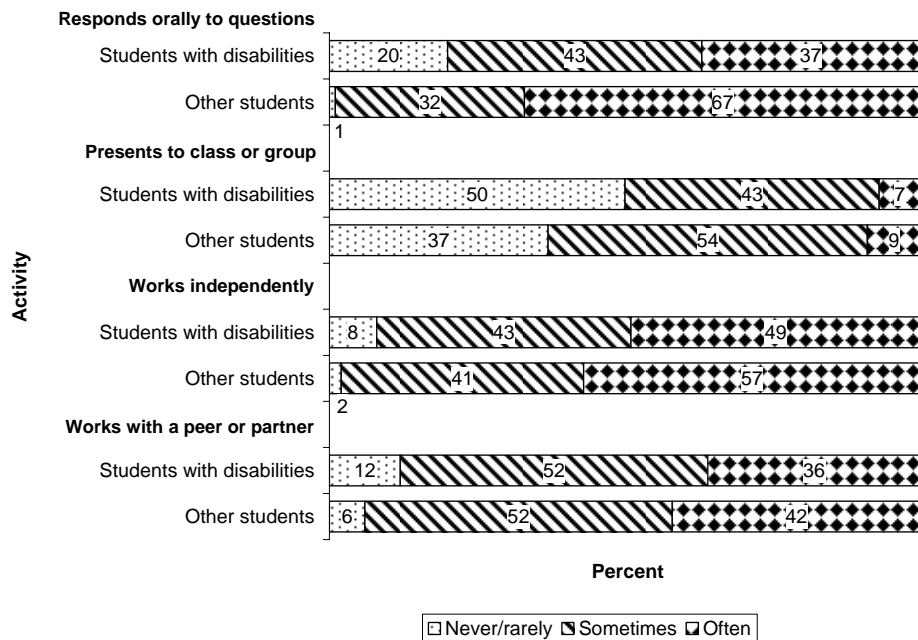 Responds orally to questions
Students with disabilities 20 43 37
Other students 32 67
1
Presents to class or group
Students with disabilities 50 43 7
Other students 37 54 9
Works independently
Students with disabilities 8 43 49
Other students 41 57
2
Works with a peer or partner
Students with disabilities 12 52 36
Other students 6 52 42
Activity
Percent
Never/rarely Sometimes Often